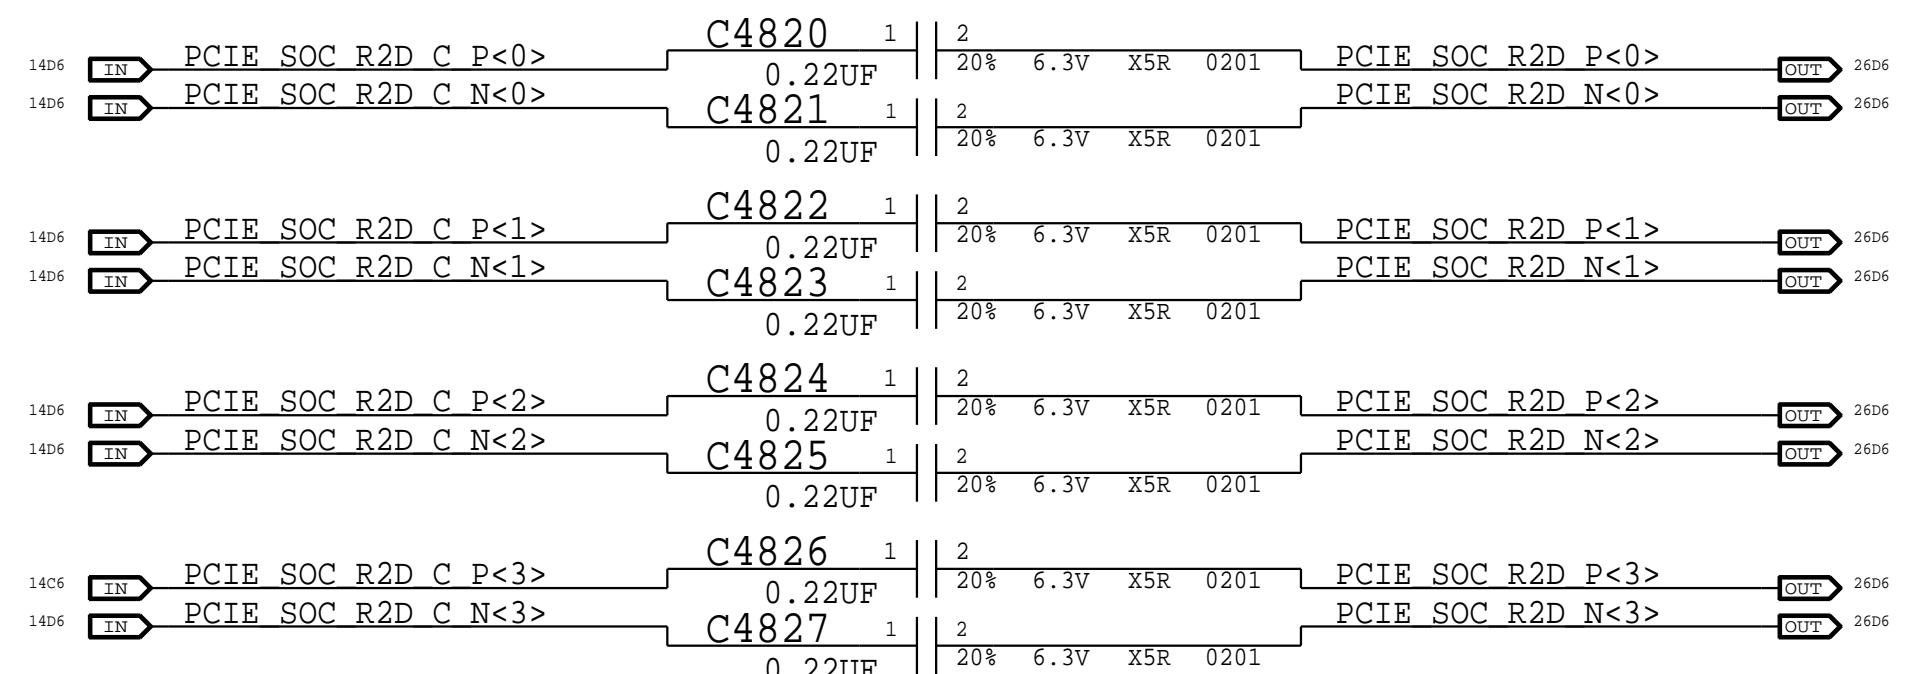 C4820 1 2
14D6 IN PCIE_SOC_R2D_C_P<0> 20% 6.3V X5R 0201 PCIE_SOC_R2D_P<0> OUT 26D6
0.22UF
14D6 IN PCIE_SOC_R2D_C_N<0> C4821 1 2 PCIE_SOC_R2D_N<0> OUT 26D6
20% 6.3V X5R 0201
0.22UF
C4822 1 2
14D6 IN PCIE_SOC_R2D_C_P<1> 20% 6.3V X5R 0201 PCIE_SOC_R2D_P<1> OUT 26D6
0.22UF
14D6 IN PCIE_SOC_R2D_C_N<1> C4823 1 2 PCIE_SOC_R2D_N<1> OUT 26D6
20% 6.3V X5R 0201
0.22UF
C4824 1 2
14D6 IN PCIE_SOC_R2D_C_P<2> 20% 6.3V X5R 0201 PCIE_SOC_R2D_P<2> OUT 26D6
0.22UF
14D6 IN PCIE_SOC_R2D_C_N<2> C4825 1 2 PCIE_SOC_R2D_N<2> OUT 26D6
20% 6.3V X5R 0201
0.22UF
C4826 1 2
14C6 IN PCIE_SOC_R2D_C_P<3> 20% 6.3V X5R 0201 PCIE_SOC_R2D_P<3> OUT 26D6
0.22UF
14D6 IN PCIE_SOC_R2D_C_N<3> C4827 1 2 PCIE_SOC_R2D_N<3> OUT 26D6
20% 6.3V X5R 0201
0.22UF